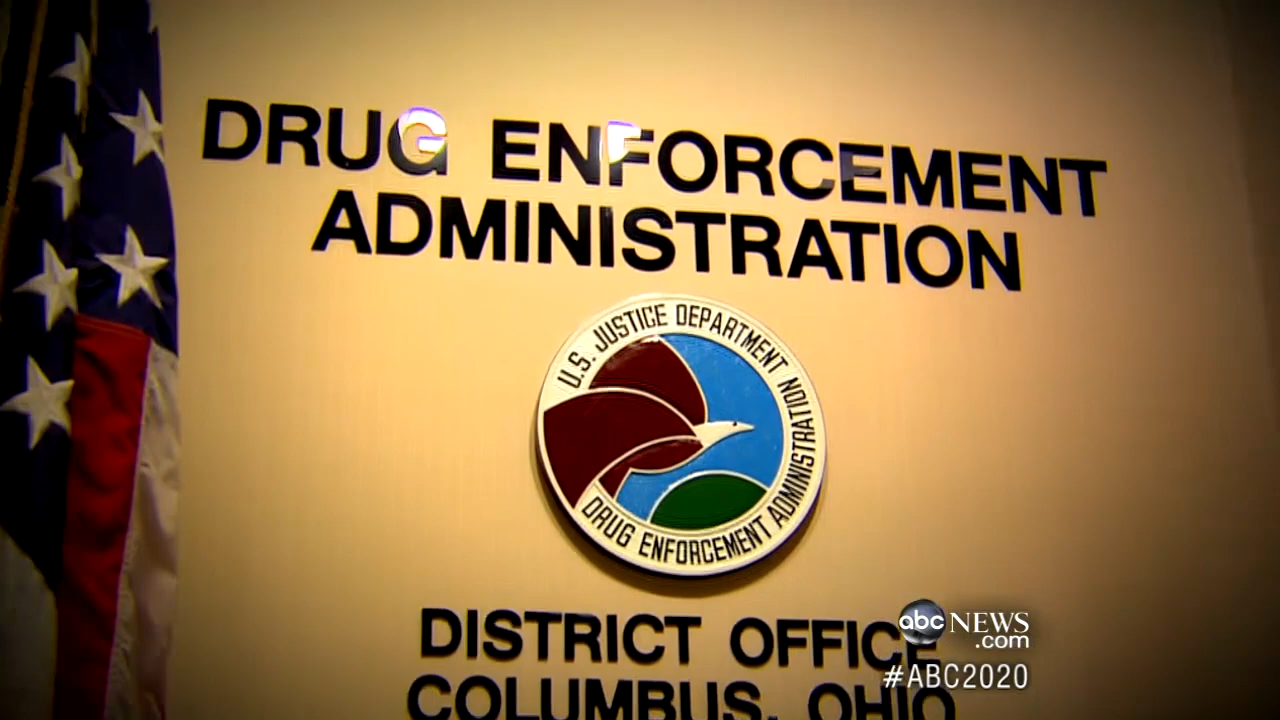 DRUG ENFORCEMENT
ADMINISTRATION
U.S. JUSTICE DEPARTMENT
DRUG ENFORCEMENT ADMINISTRATION
DISTRICT OFFICE
COLUMBUS, OHIO
abc NEWS
.com
#ABC2020